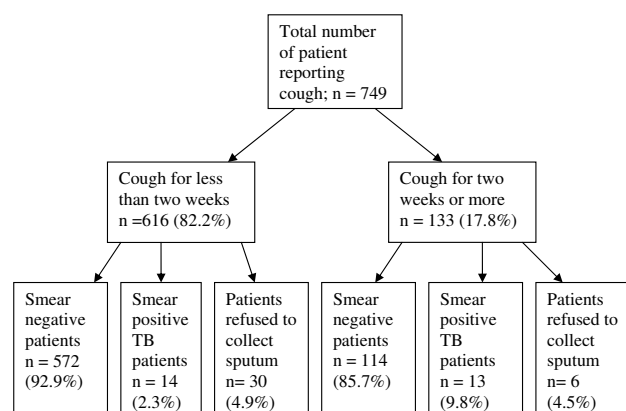 Total number
of patient
reporting
cough; n = 749
Cough for less
than two weeks
n =616 (82.2%)
Cough for two
weeks or more
n = 133 (17.8%)
Smear
negative
patients
n = 572
(92.9%)
Smear
positive
TB
patients
n = 14
(2.3%)
Patients
refused to
collect
sputum
n= 30
(4.9%)
Smear
negative
patients
n = 114
(85.7%)
Smear
positive
TB
patients
n = 13
(9.8%)
Patients
refused to
collect
sputum
n= 6
(4.5%)